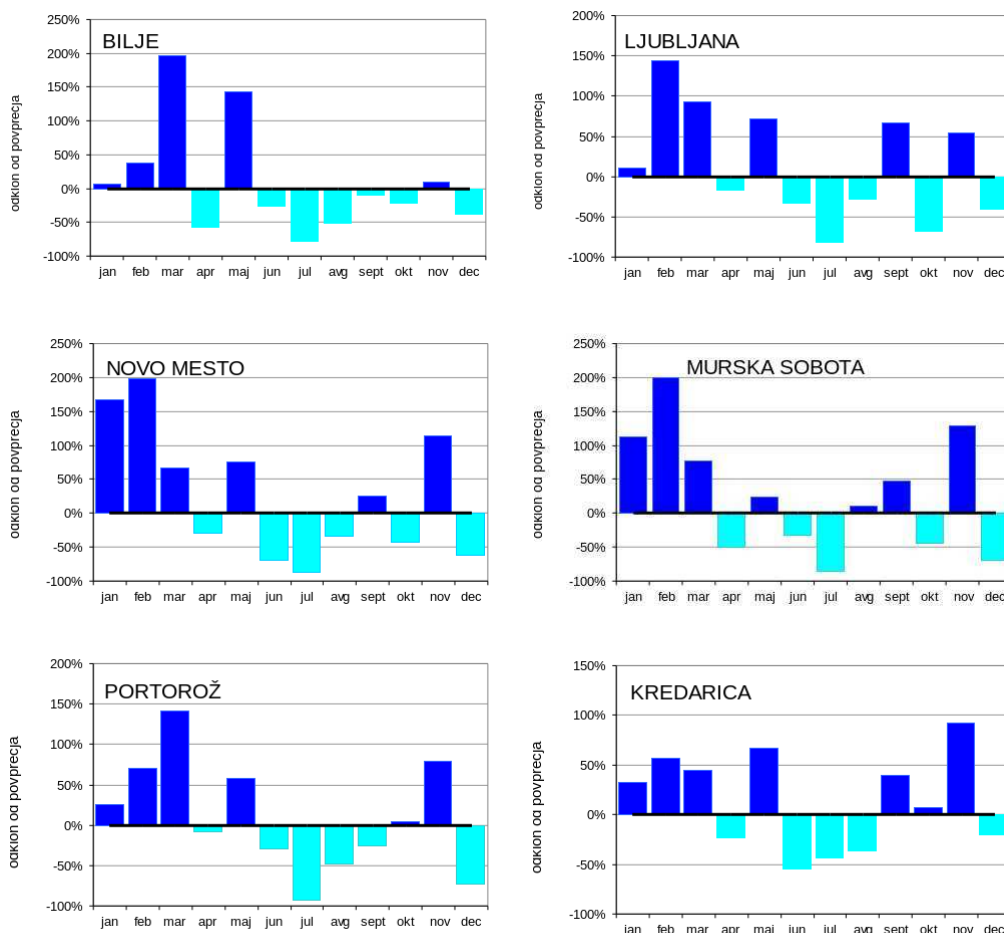 BILJE
odklon od povprecja
250%
200%
150%
100%
50%
0%
-50%
-100%
jan feb mar apr maj jun jul avg sept okt nov dec
LJUBLJANA
odklon od povprecja
200%
150%
100%
50%
0%
-50%
-100%
jan feb mar apr maj jun jul avg sept okt nov dec
NOVO MESTO
odklon od povprecja
250%
200%
150%
100%
50%
0%
-50%
-100%
jan feb mar apr maj jun jul avg sept okt nov dec
MURSKA SOBOTA
odklon od povprecja
250%
200%
150%
100%
50%
0%
-50%
-100%
jan feb mar apr maj jun jul avg sept okt nov dec
PORTOROŽ
odklon od povprecja
200%
150%
100%
50%
0%
-50%
-100%
jan feb mar apr maj jun jul avg sept okt nov dec
KREDARICA
odklon od povprecja
150%
100%
50%
0%
-50%
-100%
jan feb mar apr maj jun jul avg sept okt nov dec